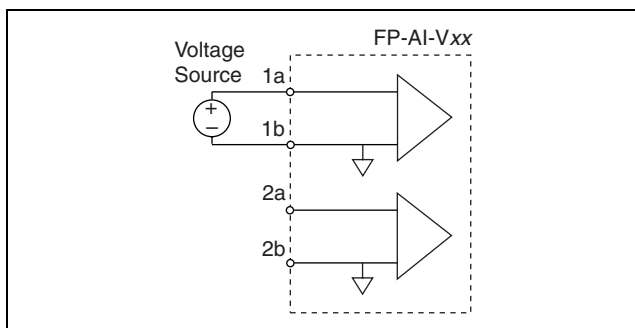 FP-AI-Vxx
Voltage
Source
1a
+
−
1b
2a
2b